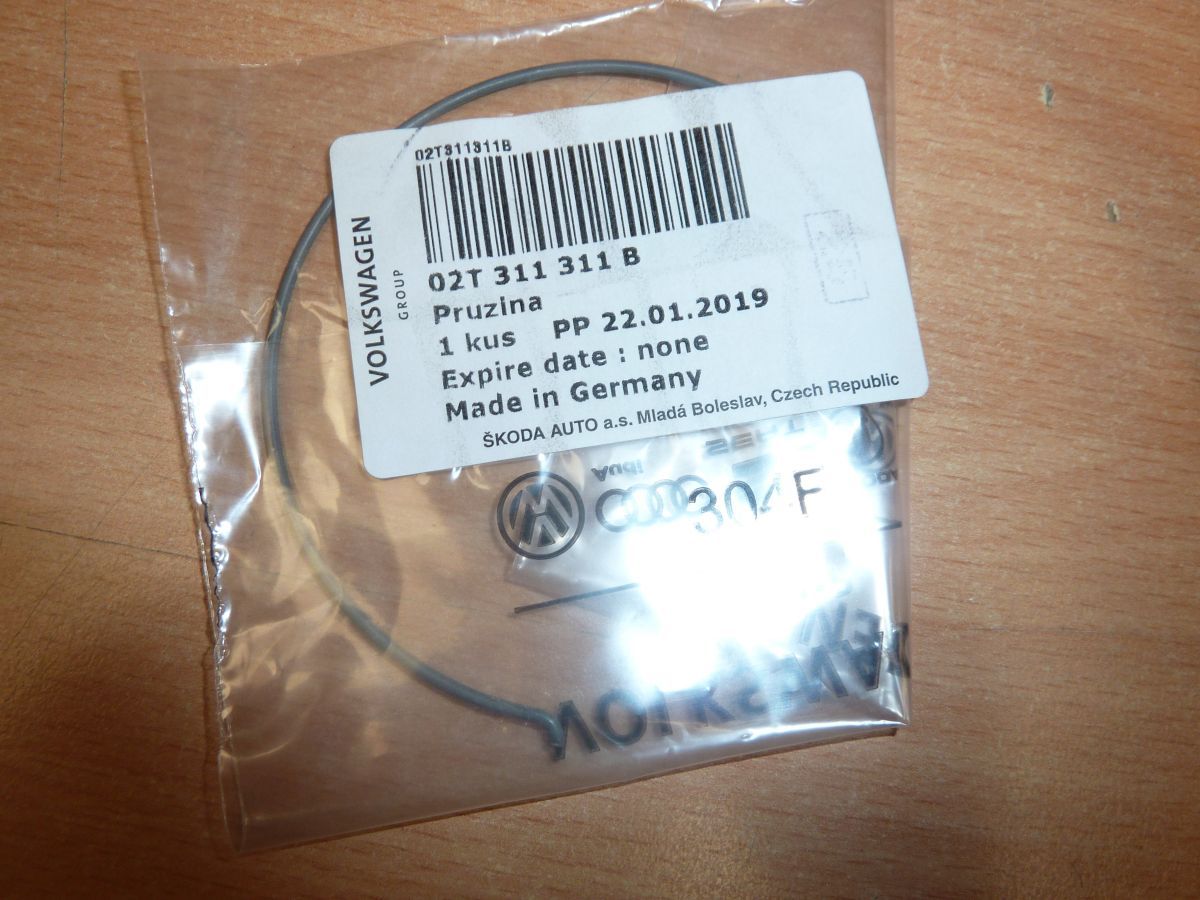 02T311311B
VOLKSWAGEN
GROUP
02T 311 311 B
Pruzina
1 kus PP 22.01.2019
Expire date : none
Made in Germany
ŠKODA AUTO a.s. Mladá Boleslav, Czech Republic
Audi
304F